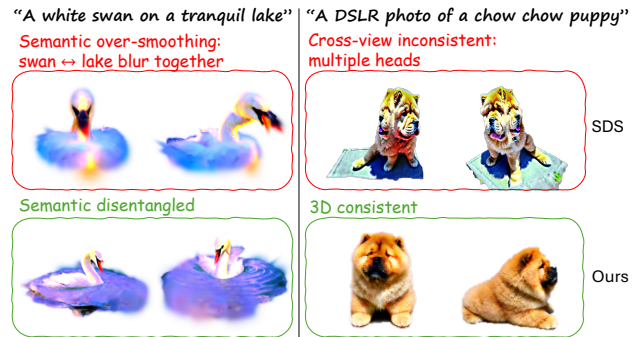 “A white swan on a tranquil lake”
Semantic over-smoothing:
swan ↔ lake blur together
Semantic disentangled
“A DSLR photo of a chow chow puppy”
Cross-view inconsistent:
multiple heads
SDS
3D consistent
Ours